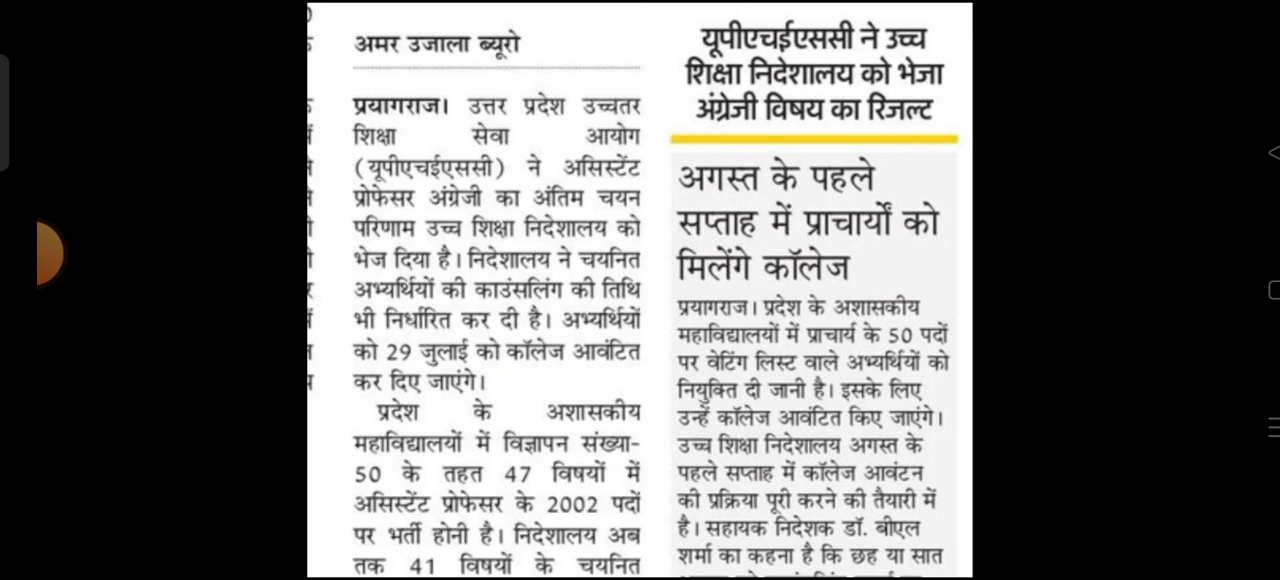 अमर उजाला ब्यूरो
प्रयागराज। उत्तर प्रदेश उच्चतर
शिक्षा सेवा आयोग
(यूपीएचईएससी) ने असिस्टेंट
प्रोफेसर अंग्रेजी का अंतिम चयन
परिणाम उच्च शिक्षा निदेशालय को
भेज दिया है। निदेशालय ने चयनित
अभ्यर्थियों की काउंसलिंग की तिथि
भी निर्धारित कर दी है। अभ्यर्थियों
को 29 जुलाई को कॉलेज आवंटित
कर दिए जाएंगे।
प्रदेश के अशासकीय
महाविद्यालयों में विज्ञापन संख्या-
50 के तहत 47 विषयों में
असिस्टेंट प्रोफेसर के 2002 पदों
पर भर्ती होनी है। निदेशालय अब
तक 41 विषयों के चयनित
यूपीएचईएससी ने उच्च
शिक्षा निदेशालय को भेजा
अंग्रेजी विषय का रिजल्ट
अगस्त के पहले
सप्ताह में प्राचार्यों को
मिलेंगे कॉलेज
प्रयागराज। प्रदेश के अशासकीय
महाविद्यालयों में प्राचार्य के 50 पदों
पर वेटिंग लिस्ट वाले अभ्यर्थियों को
नियुक्ति दी जानी है। इसके लिए
उन्हें कॉलेज आवंटित किए जाएंगे।
उच्च शिक्षा निदेशालय अगस्त के
पहले सप्ताह में कॉलेज आवंटन
की प्रक्रिया पूरी करने की तैयारी में
है। सहायक निदेशक डॉ. बीएल
शर्मा का कहना है कि छह या सात